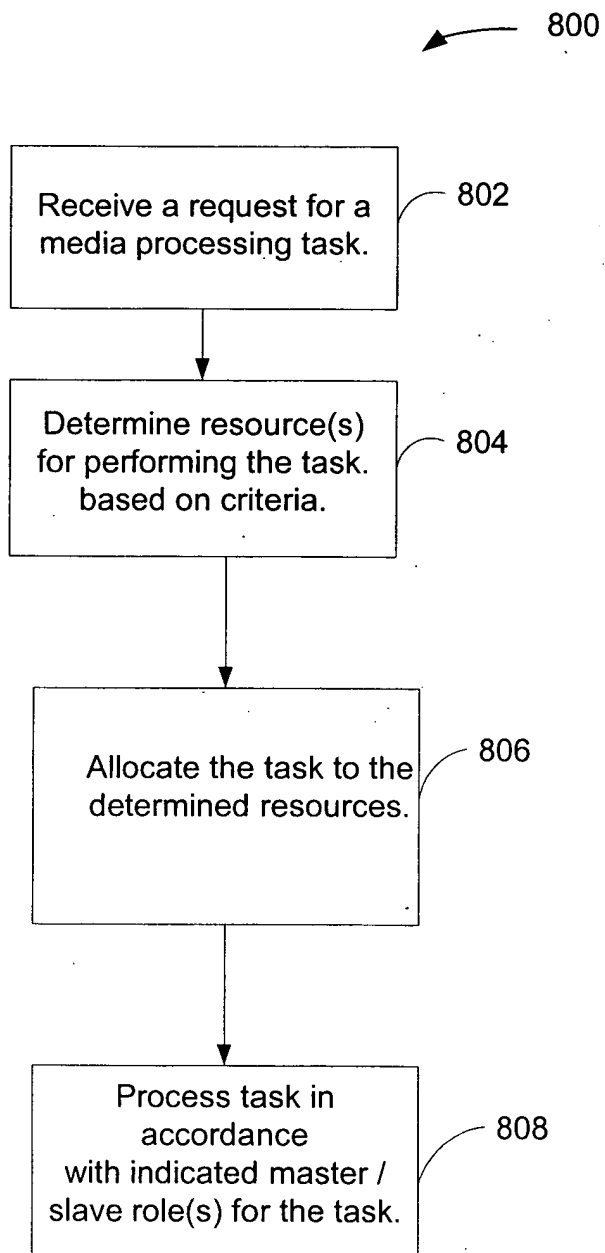 800
Receive a request for a
media processing task.
802
Determine resource(s)
for performing the task.
based on criteria.
804
Allocate the task to the
determined resources.
806
Process task in
accordance
with indicated master /
slave role(s) for the task.
808